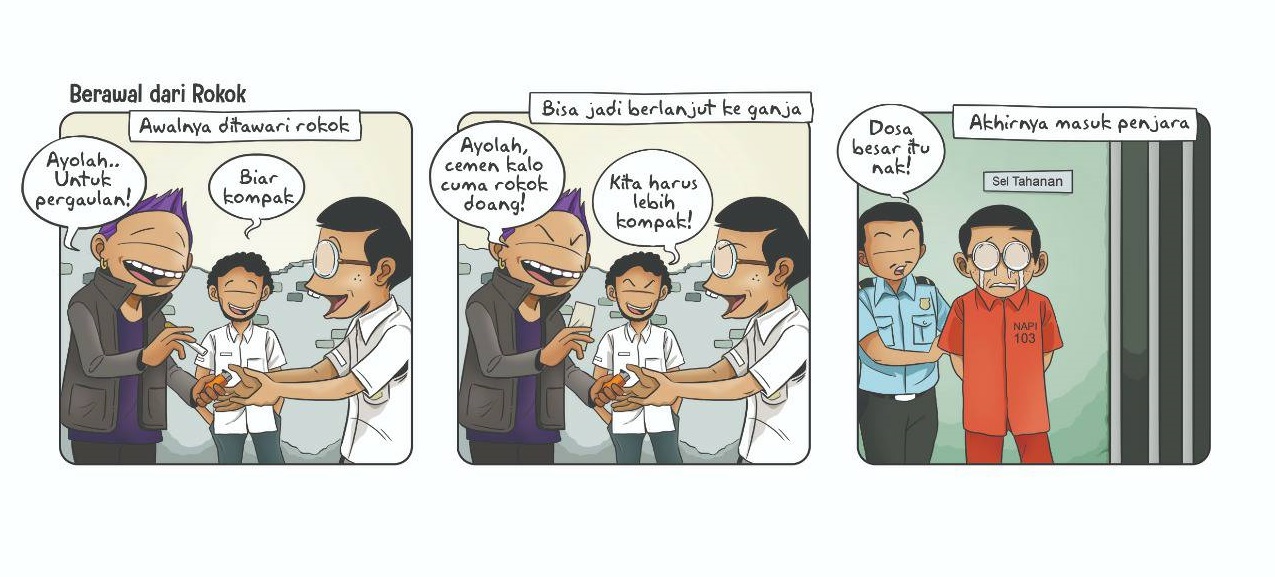 Berawal dari Rokok
Awalnya ditawari rokok
Ayolah..
Untuk
pergaulan!
Biar
kompak
Bisa jadi berlanjut ke ganja
Ayolah,
cemen kalo
cuma rokok
doang!
Kita harus
lebih
kompak!
Akhirnya masuk penjara
Dosa
besar itu
nak!
Sel Tahanan
NAPI
103